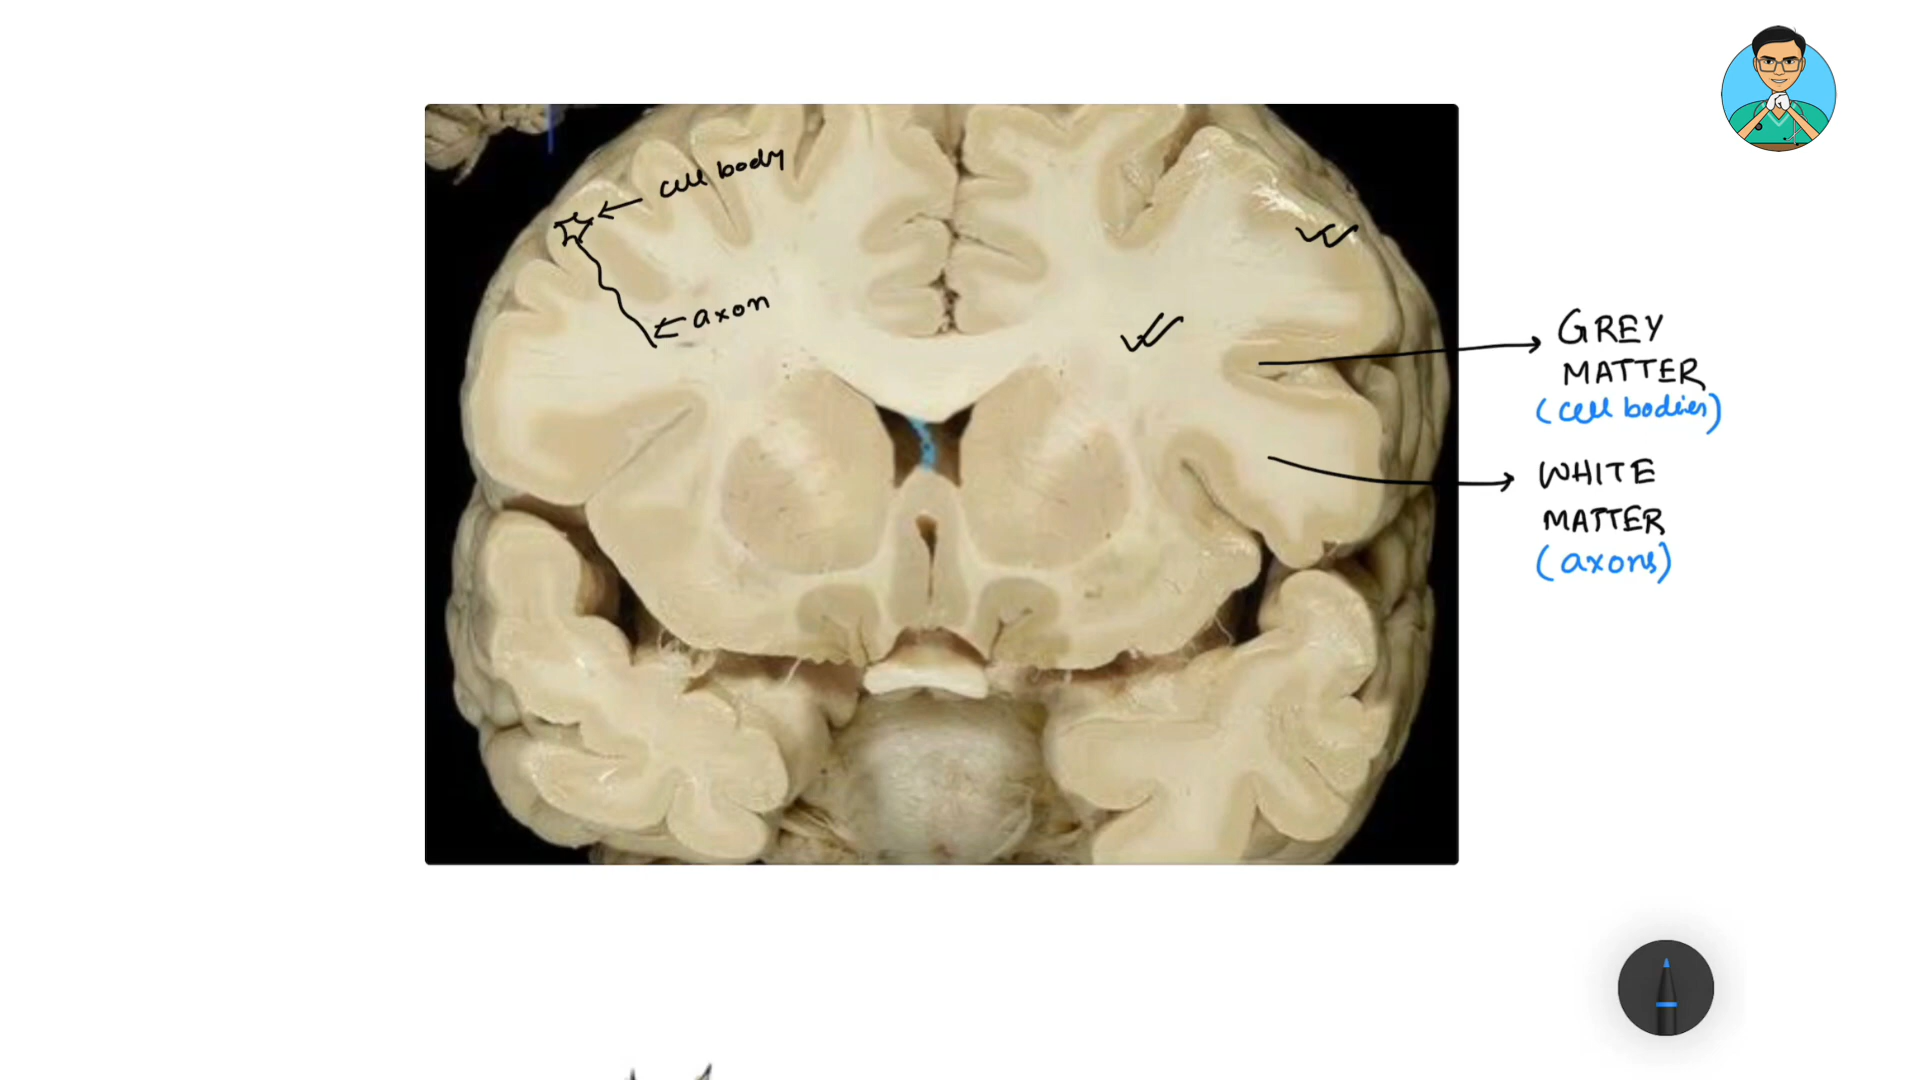 cell body
axon
GREY
MATTER
(cell bodies)
WHITE
MATTER
(axons)